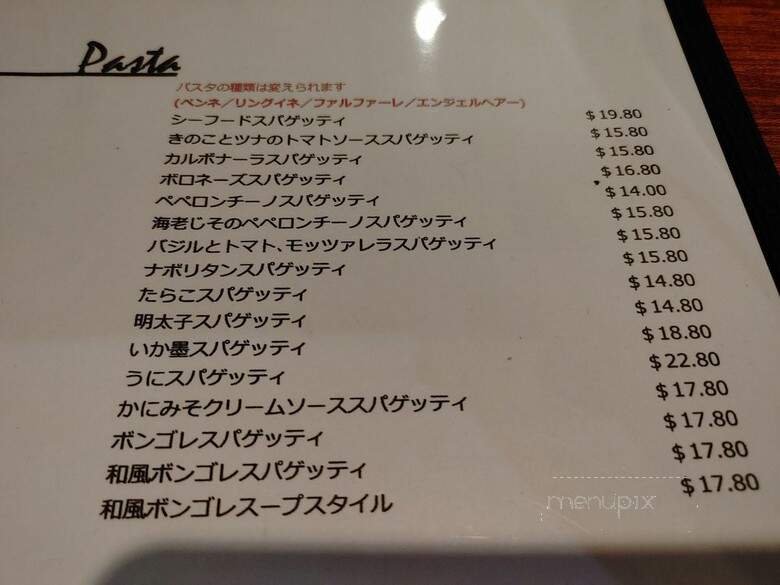 Pasta
パスタの種類は変えられます
(ペンネ／リングイネ／ファルファーレ／エンジェルヘアー)
シーフードスパゲッティ $19.80
きのことツナのトマトソーススパゲッティ $15.80
カルボナーラスパゲッティ $15.80
ボロネーズスパゲッティ $16.80
ペペロンチーノスパゲッティ $14.00
海老じそのペペロンチーノスパゲッティ $15.80
バジルとトマト、モッツァレラスパゲッティ $15.80
ナポリタンスパゲッティ $15.80
たらこスパゲッティ $14.80
明太子スパゲッティ $14.80
いか墨スパゲッティ $18.80
うにスパゲッティ $22.80
かにみそクリームソーススパゲッティ $17.80
ボンゴレスパゲッティ $17.80
和風ボンゴレスパゲッティ $17.80
和風ボンゴレスープスタイル $17.80
menupix